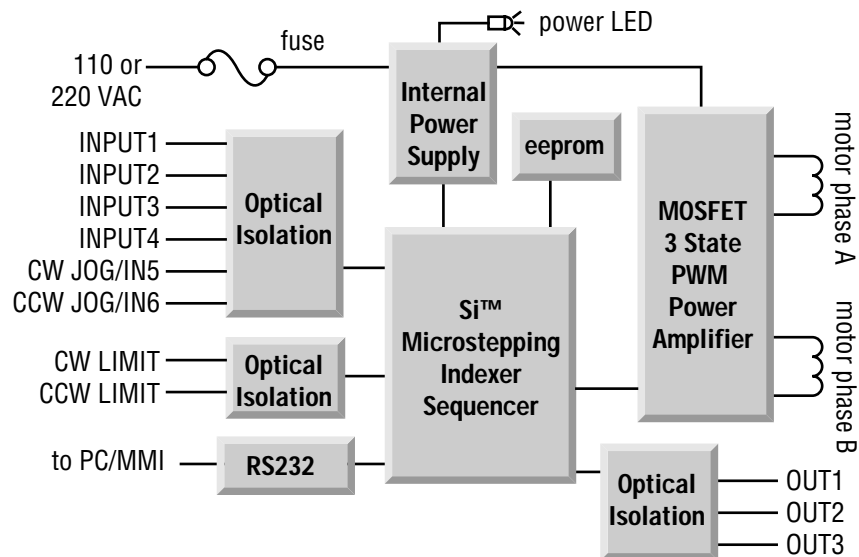 power LED
fuse
110 or
220 VAC
Internal
Power
Supply
eeprom
INPUT1
INPUT2
INPUT3
INPUT4
CW JOG/IN5
CCW JOG/IN6
Optical
Isolation
MOSFET
3 State
PWM
Power
Amplifier
motor phase A
motor phase B
Si™
Microstepping
Indexer
Sequencer
CW LIMIT
CCW LIMIT
Optical
Isolation
to PC/MMI
RS232
Optical
Isolation
OUT1
OUT2
OUT3